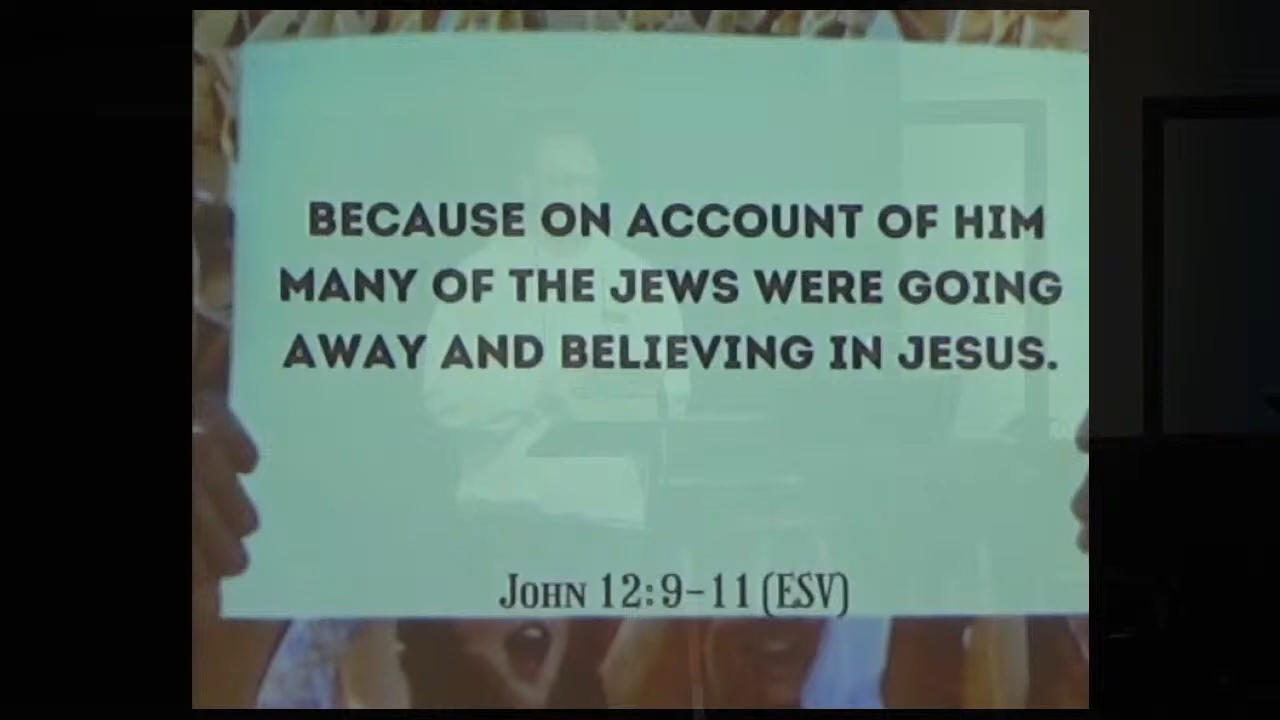 BECAUSE ON ACCOUNT OF HIM
MANY OF THE JEWS WERE GOING
AWAY AND BELIEVING IN JESUS.
JOHN 12:9-11 (ESV)